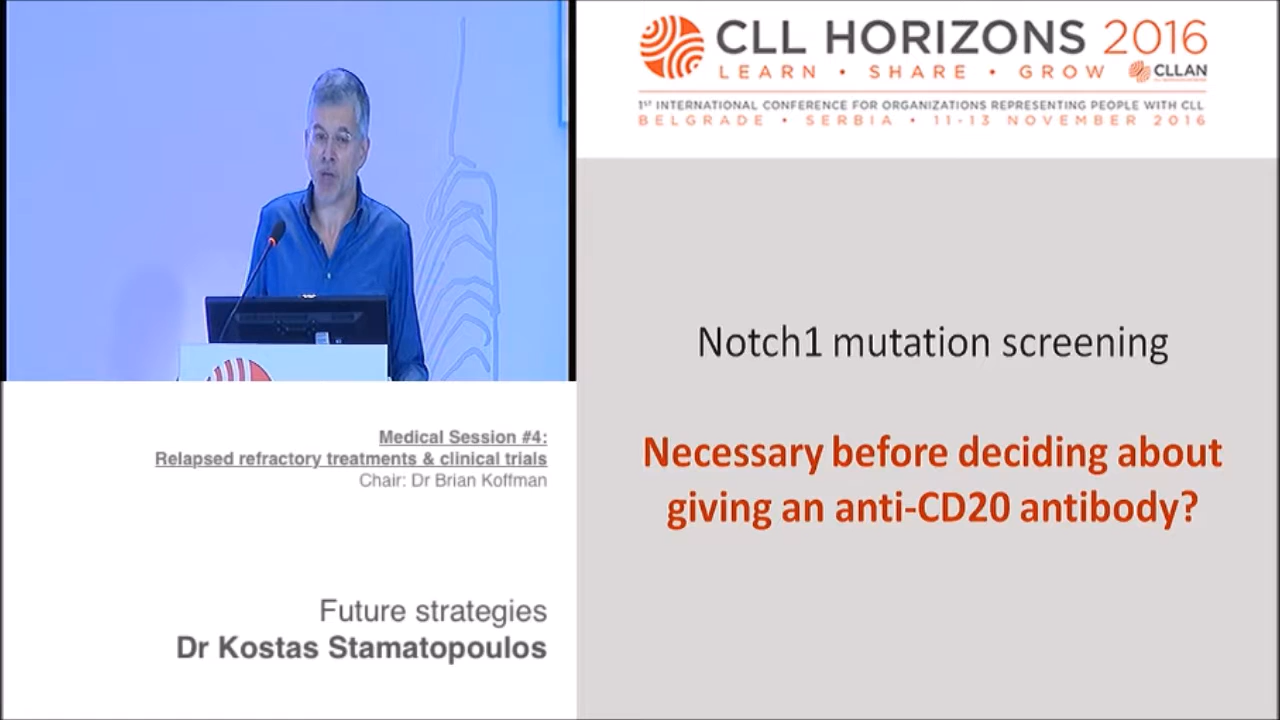 CLL HORIZONS 2016
LEARN • SHARE • GROW
CLLAN
1ST INTERNATIONAL CONFERENCE FOR ORGANIZATIONS REPRESENTING PEOPLE WITH CLL
BELGRADE • SERBIA • 11-13 NOVEMBER 2016
Notch1 mutation screening
Necessary before deciding about
giving an anti-CD20 antibody?
Medical Session #4:
Relapsed refractory treatments & clinical trials
Chair: Dr Brian Koffman
Future strategies
Dr Kostas Stamatopoulos